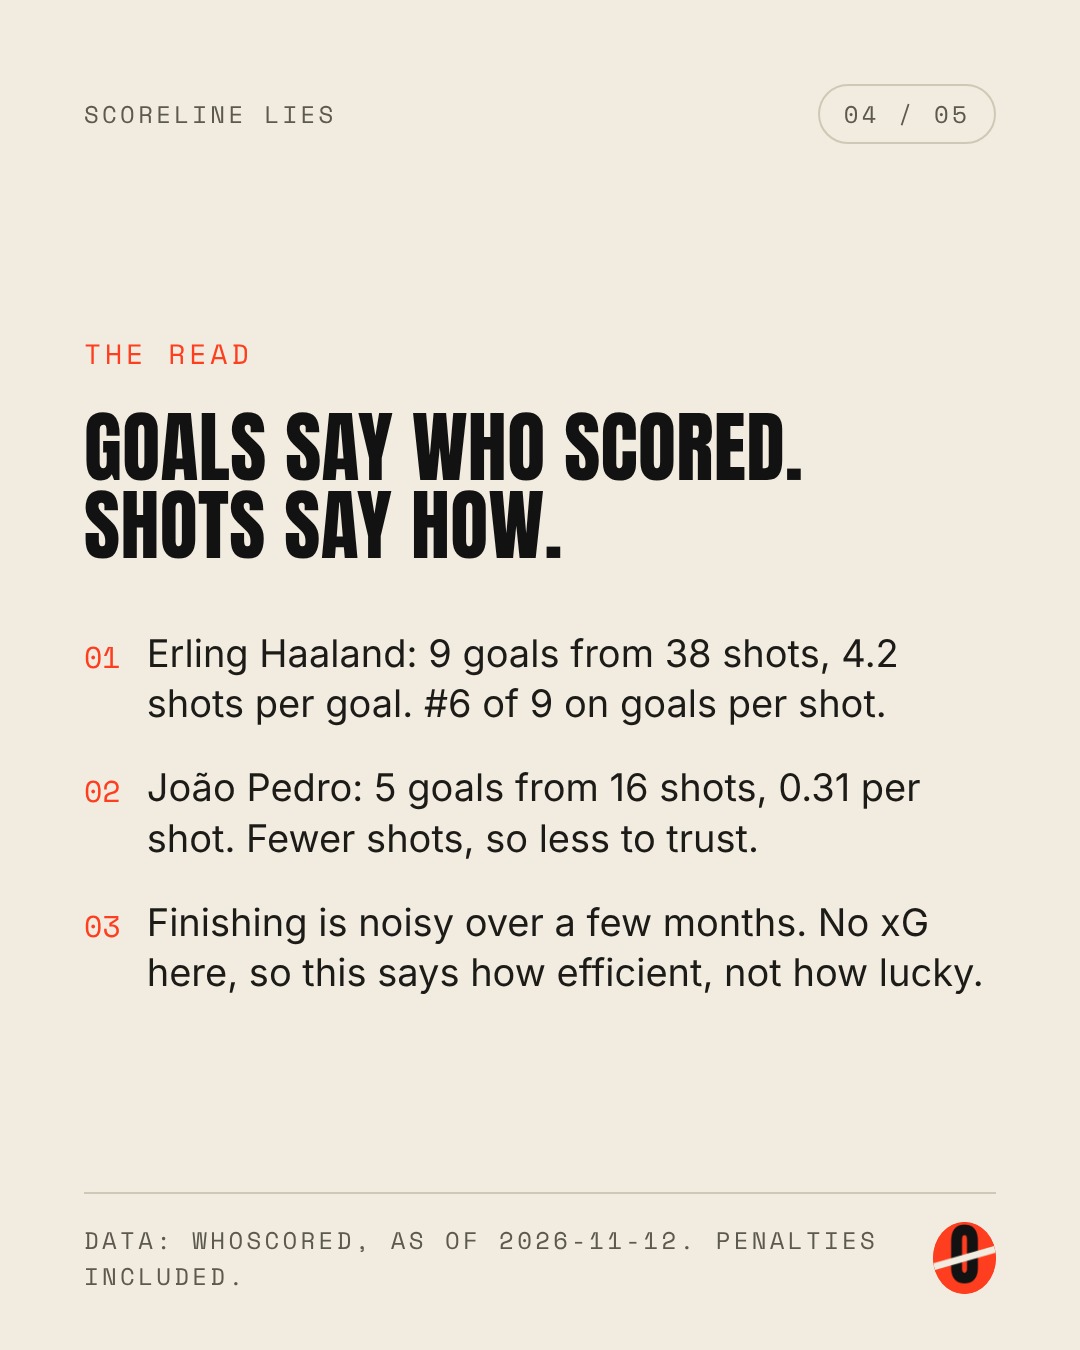 SCORELINE LIES
04 / 05
THE READ
GOALS SAY WHO SCORED.
SHOTS SAY HOW.
01 Erling Haaland: 9 goals from 38 shots, 4.2
shots per goal. #6 of 9 on goals per shot.
02 João Pedro: 5 goals from 16 shots, 0.31 per
shot. Fewer shots, so less to trust.
03 Finishing is noisy over a few months. No xG
here, so this says how efficient, not how lucky.
DATA: WHOSCORED, AS OF 2026-11-12. PENALTIES
INCLUDED.
0